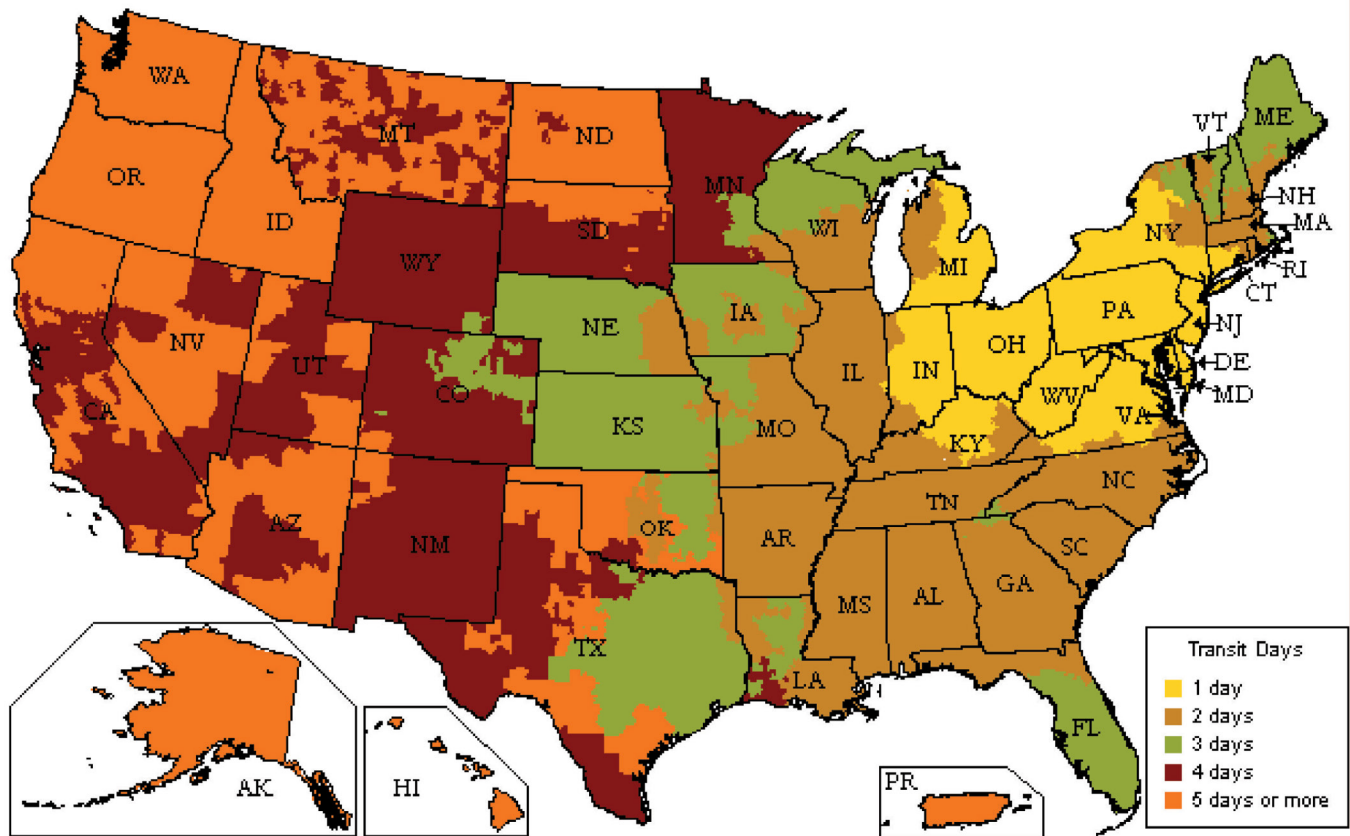 WA
MT
ND
MN
OR
ID
SD
WI
WY
MI
VT
ME
NH
MA
NY
RI
CT
NE
IA
PA
NJ
NV
UT
CO
IL
IN
OH
DE
MD
WV
VA
CA
KS
MO
KY
NC
TN
AZ
NM
OK
AR
SC
MS
AL
GA
TX
LA
FL
AK
HI
PR
Transit Days
1 day
2 days
3 days
4 days
5 days or more